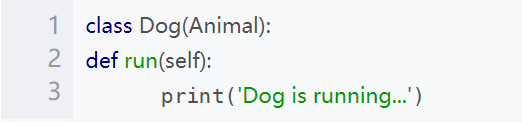 1 class Dog(Animal):
2 def run(self):
3 print('Dog is running...')